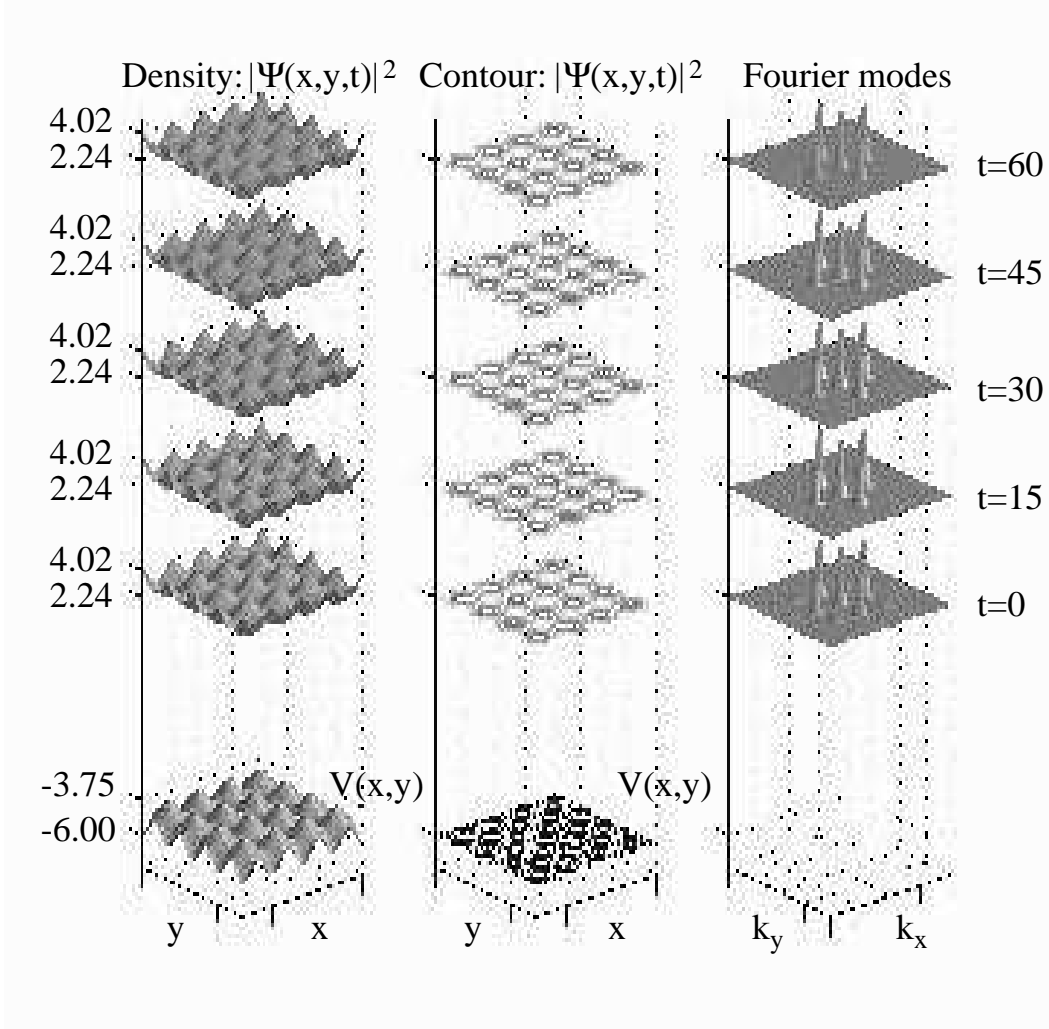 Density: |Ψ(x,y,t)|² Contour: |Ψ(x,y,t)|² Fourier modes
4.02
2.24 t=60
4.02
2.24 t=45
4.02
2.24 t=30
4.02
2.24 t=15
4.02
2.24 t=0
-3.75 V(x,y) V(x,y)
-6.00
y x y x k_y k_x